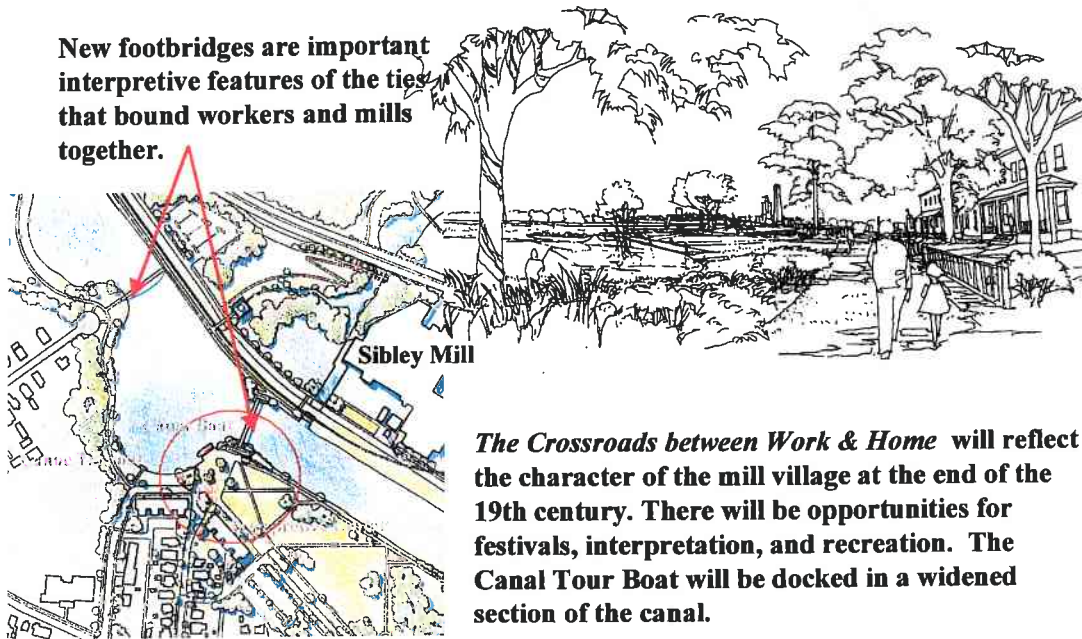 New footbridges are important
interpretive features of the ties
that bound workers and mills
together.
Sibley Mill
The Crossroads between Work & Home will reflect
the character of the mill village at the end of the
19th century. There will be opportunities for
festivals, interpretation, and recreation. The
Canal Tour Boat will be docked in a widened
section of the canal.